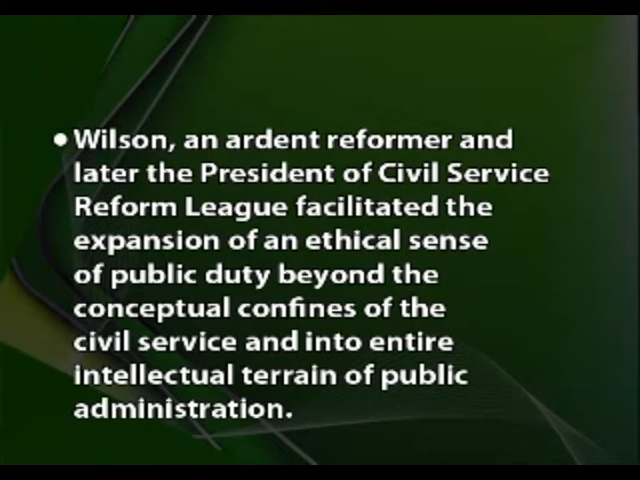 • Wilson, an ardent reformer and
later the President of Civil Service
Reform League facilitated the
expansion of an ethical sense
of public duty beyond the
conceptual confines of the
civil service and into entire
intellectual terrain of public
administration.